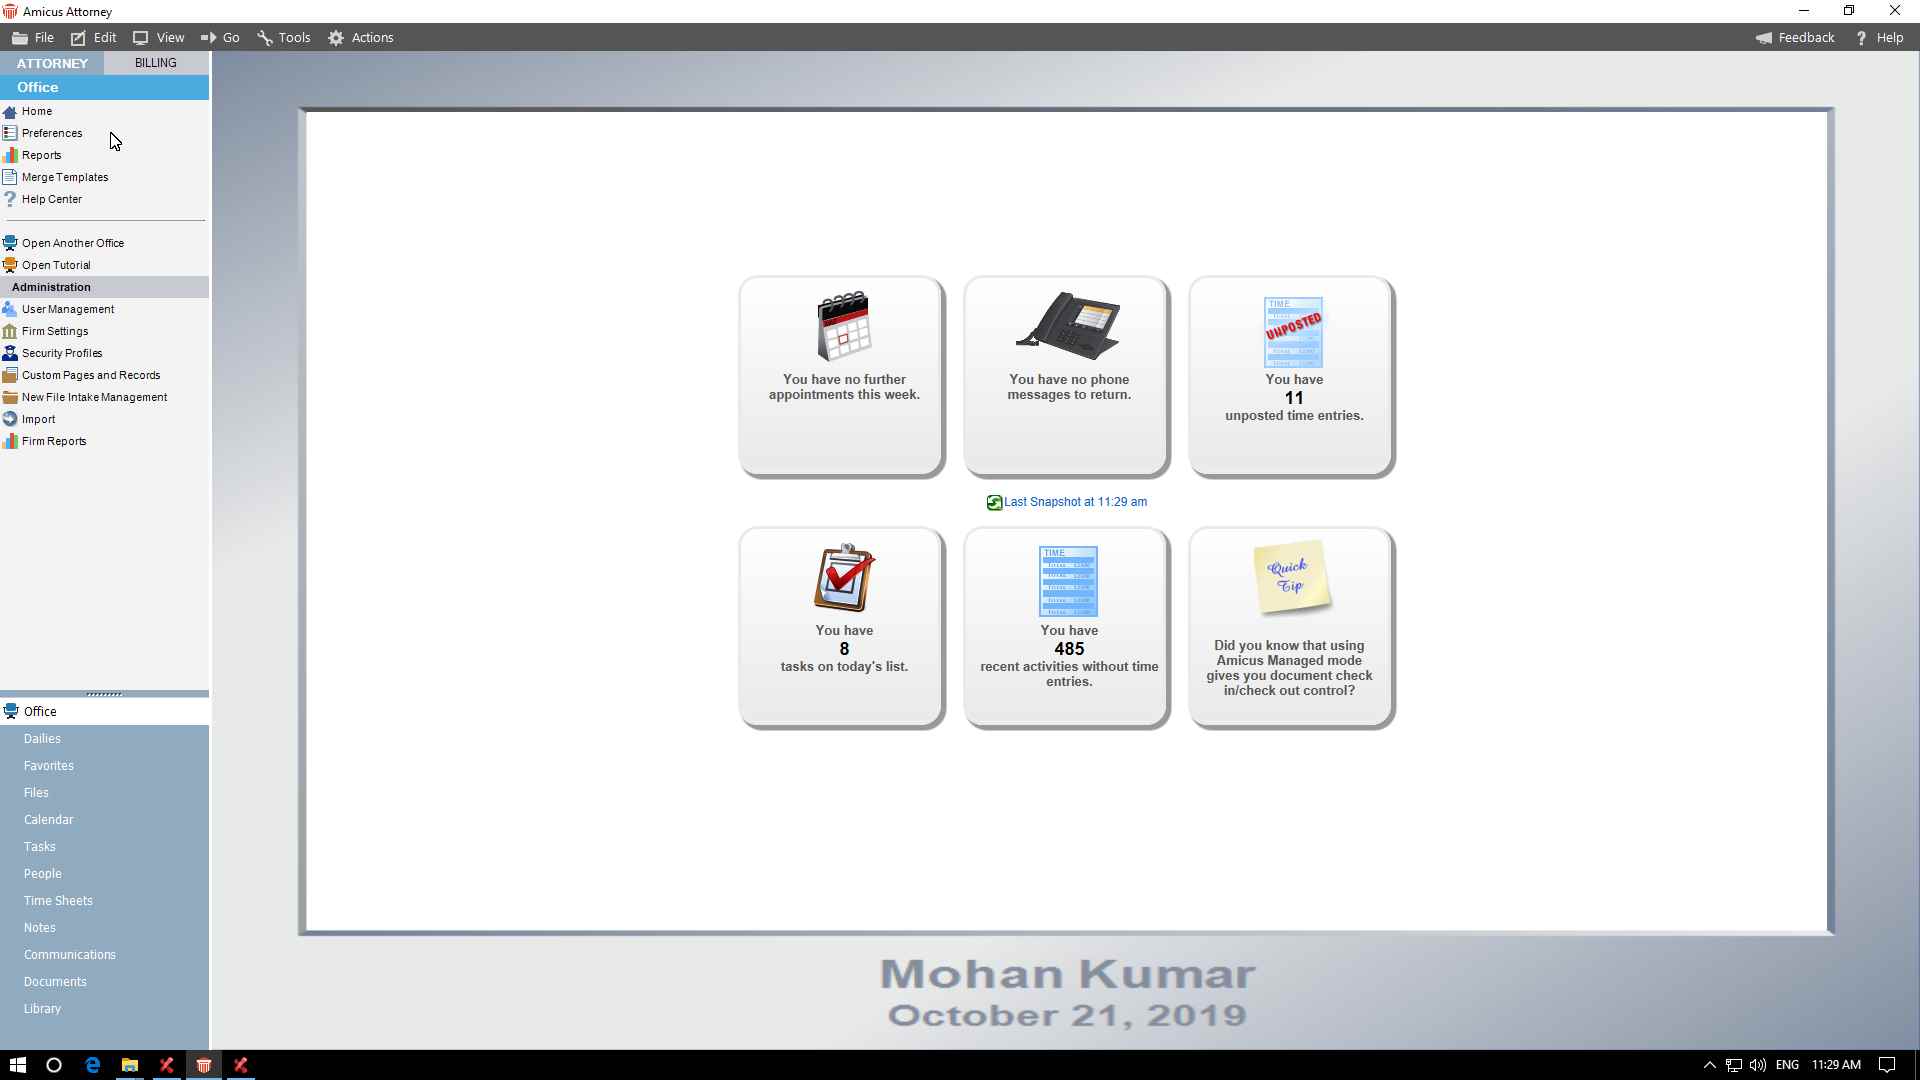 Amicus Attorney
File Edit View Go Tools Actions Feedback ? Help
ATTORNEY BILLING
Office
Home
Preferences
Reports
Merge Templates
Help Center
Open Another Office
Open Tutorial
Administration
User Management
Firm Settings
Security Profiles
Custom Pages and Records
New File Intake Management
Import
Firm Reports
Office
Dailies
Favorites
Files
Calendar
Tasks
People
Time Sheets
Notes
Communications
Documents
Library
You have no further
appointments this week.
You have no phone
messages to return.
TIME
UNPOSTED
You have
11
unposted time entries.
Last Snapshot at 11:29 am
You have
8
tasks on today's list.
TIME
You have
485
recent activities without time
entries.
Quick
Tip
Did you know that using
Amicus Managed mode
gives you document check
in/check out control?
Mohan Kumar
October 21, 2019
ENG 11:29 AM